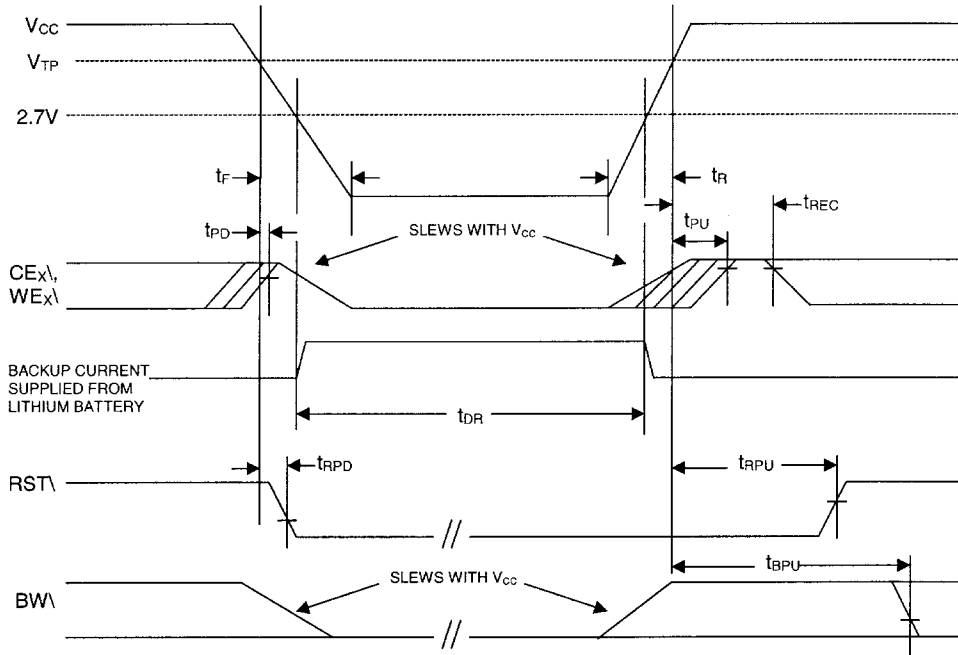 VCC
VTP
2.7V
tF
tR
tPD
SLEWS WITH VCC
tPU
tREC
CEX\,
WEX\
BACKUP CURRENT
SUPPLIED FROM
LITHIUM BATTERY
tDR
tRPD
tRPU
RST\
//
tBPU
SLEWS WITH VCC
BW\
//